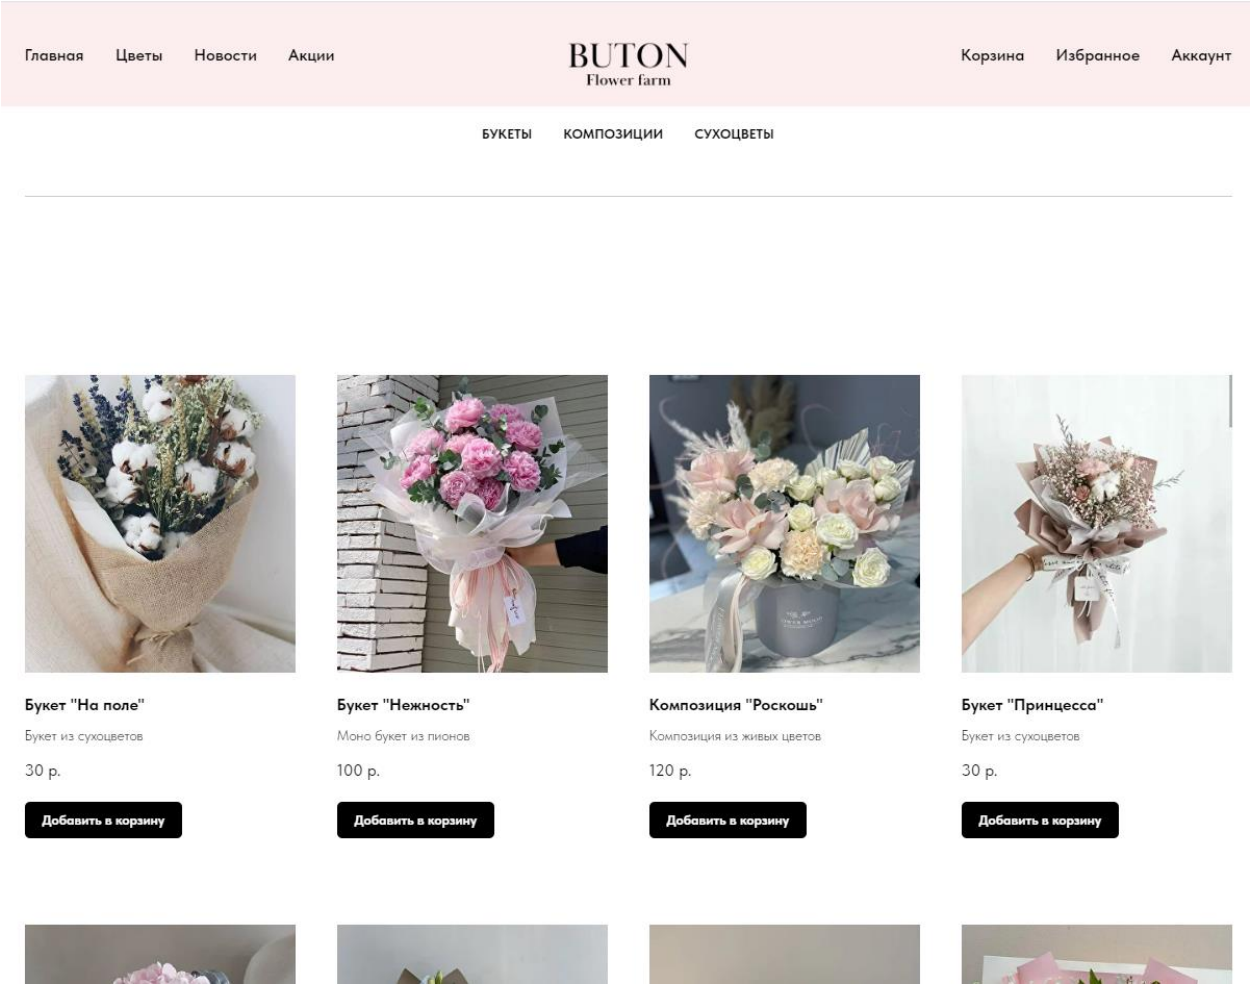 Главная Цветы Новости Акции
BUTON
Flower farm
Корзина Избранное Аккаунт
БУКЕТЫ КОМПОЗИЦИИ СУХОЦВЕТЫ
Букет "На поле"
Букет из сухоцветов
30 р.
Добавить в корзину
Букет "Нежность"
Моно букет из пионов
100 р.
Добавить в корзину
Композиция "Роскошь"
Композиция из живых цветов
120 р.
Добавить в корзину
Букет "Принцесса"
Букет из сухоцветов
30 р.
Добавить в корзину